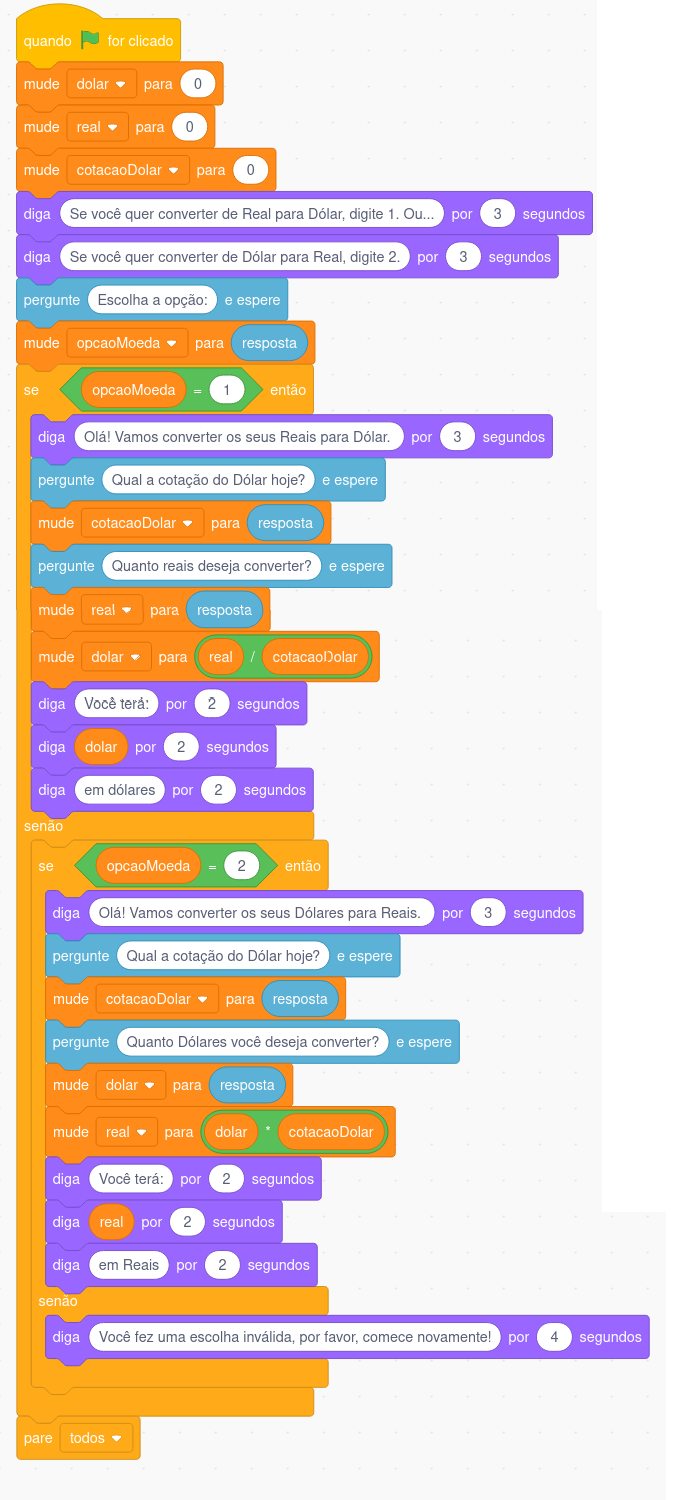 quando for clicado
mude dolar para 0
mude real para 0
mude cotacaoDolar para 0
diga Se você quer converter de Real para Dólar, digite 1. Ou... por 3 segundos
diga Se você quer converter de Dólar para Real, digite 2. por 3 segundos
pergunte Escolha a opção: e espere
mude opcaoMoeda para resposta
se opcaoMoeda = 1 então
diga Olá! Vamos converter os seus Reais para Dólar. por 3 segundos
pergunte Qual a cotação do Dólar hoje? e espere
mude cotacaoDolar para resposta
pergunte Quanto reais deseja converter? e espere
mude real para resposta
mude dolar para real / cotacaoDolar
diga Você terá: por 2 segundos
diga dolar por 2 segundos
diga em dólares por 2 segundos
senão
se opcaoMoeda = 2 então
diga Olá! Vamos converter os seus Dólares para Reais. por 3 segundos
pergunte Qual a cotação do Dólar hoje? e espere
mude cotacaoDolar para resposta
pergunte Quanto Dólares você deseja converter? e espere
mude dolar para resposta
mude real para dolar * cotacaoDolar
diga Você terá: por 2 segundos
diga real por 2 segundos
diga em Reais por 2 segundos
senão
diga Você fez uma escolha inválida, por favor, comece novamente! por 4 segundos
pare todos